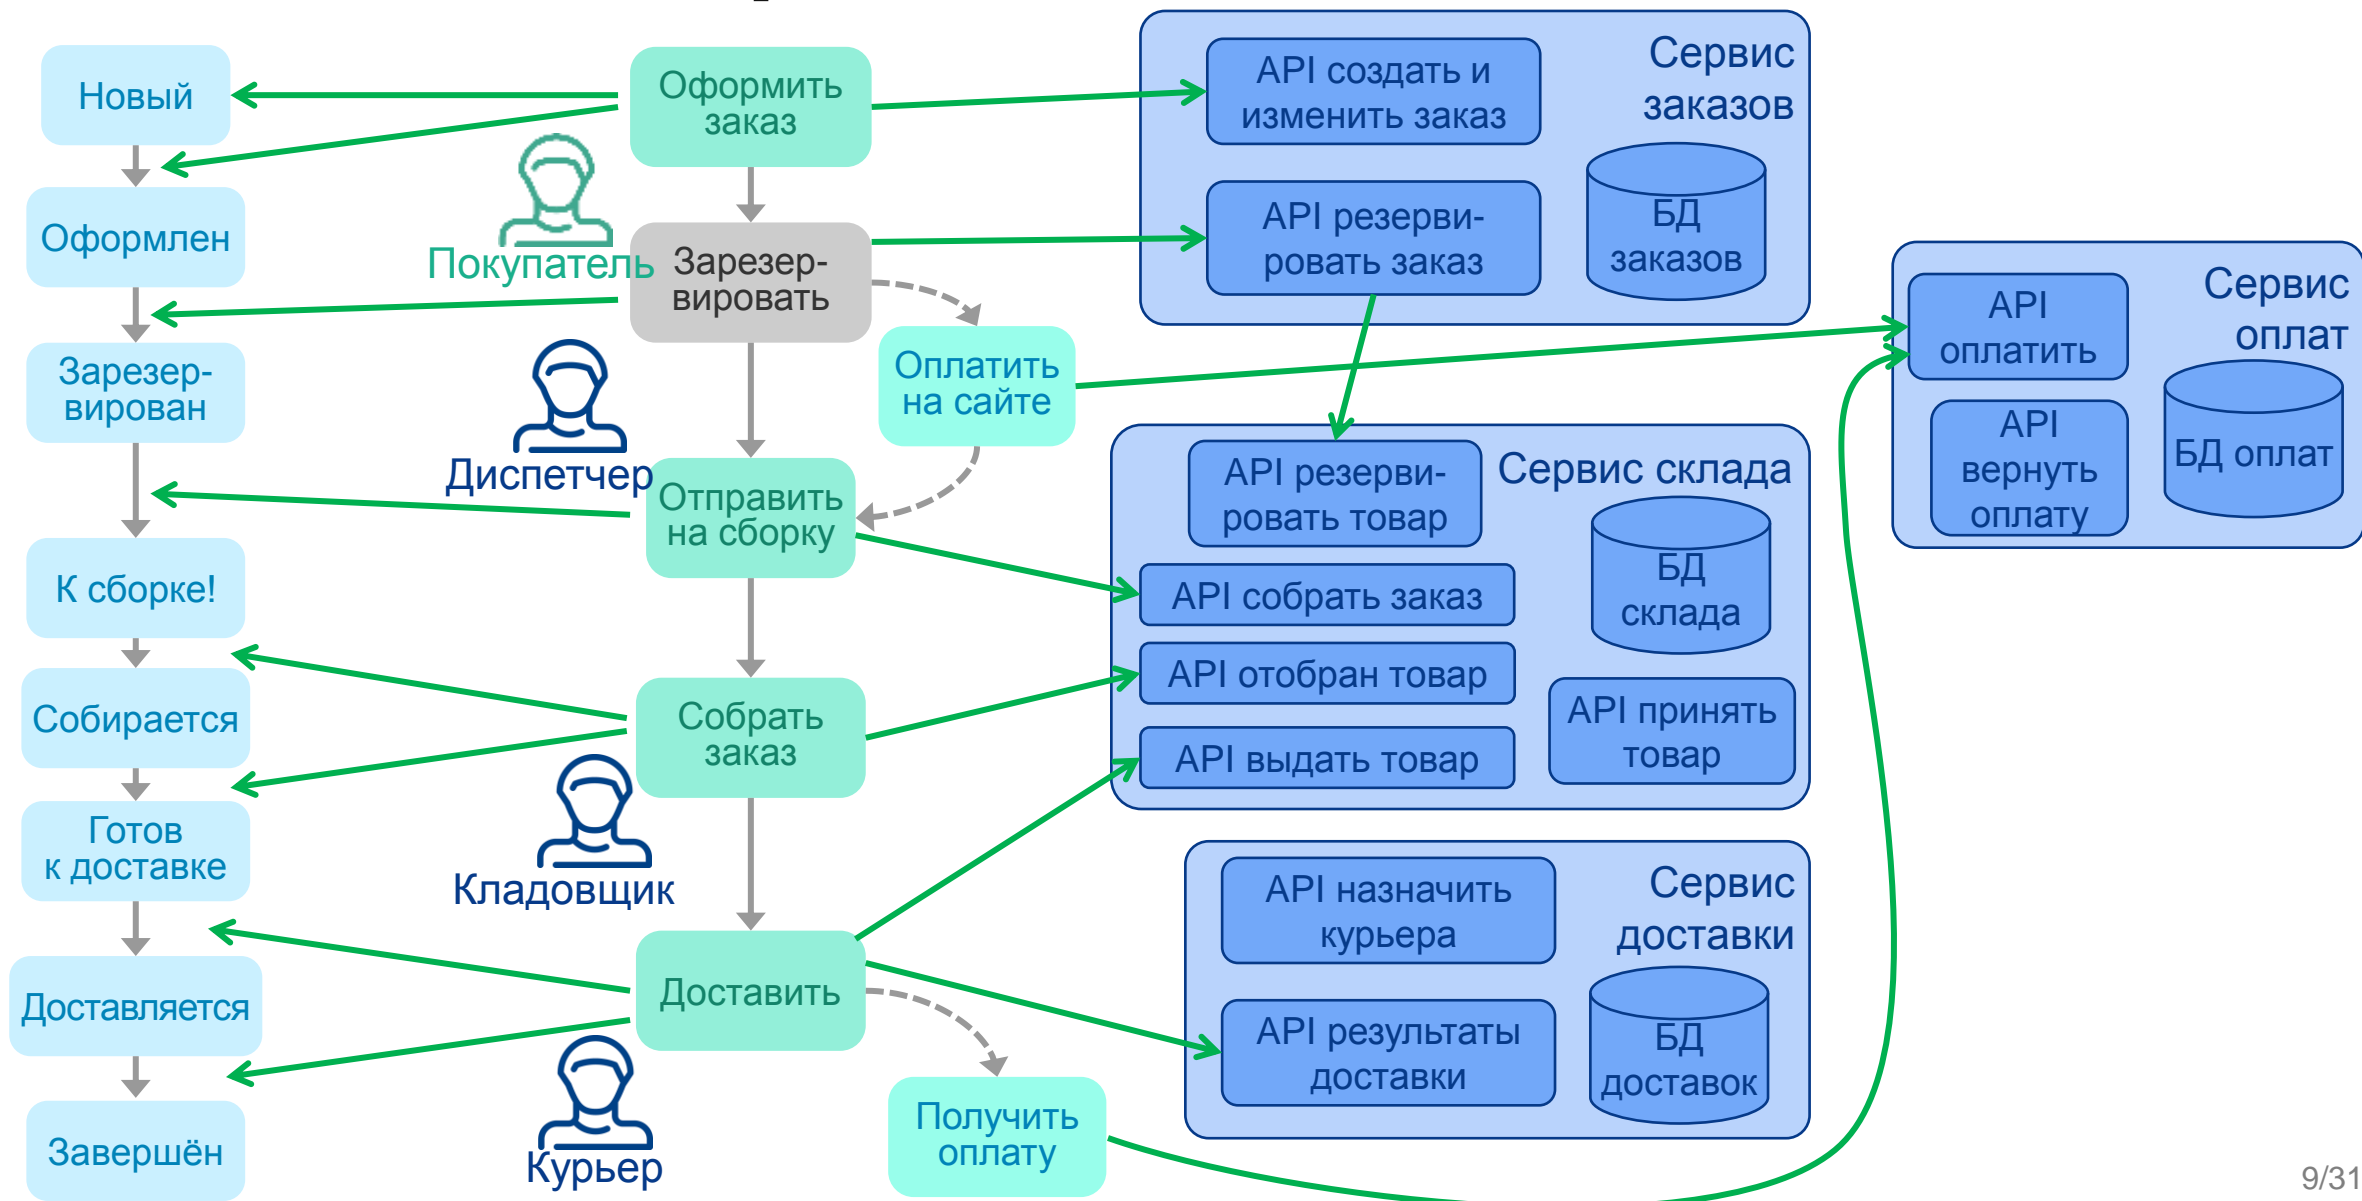 Новый
Оформлен
Зарезер-
вирован
К сборке!
Собирается
Готов
к доставке
Доставляется
Завершён
Оформить
заказ
Покупатель
Зарезер-
вировать
Оплатить
на сайте
Диспетчер
Отправить
на сборку
Собрать
заказ
Кладовщик
Доставить
Курьер
Получить
оплату
Сервис
заказов
API создать и
изменить заказ
API резерви-
ровать заказ
БД
заказов
Сервис
оплат
API
оплатить
API
вернуть
оплату
БД оплат
Сервис склада
API резерви-
ровать товар
API собрать заказ
API отобран товар
API выдать товар
БД
склада
API принять
товар
Сервис
доставки
API назначить
курьера
API результаты
доставки
БД
доставок
9/31